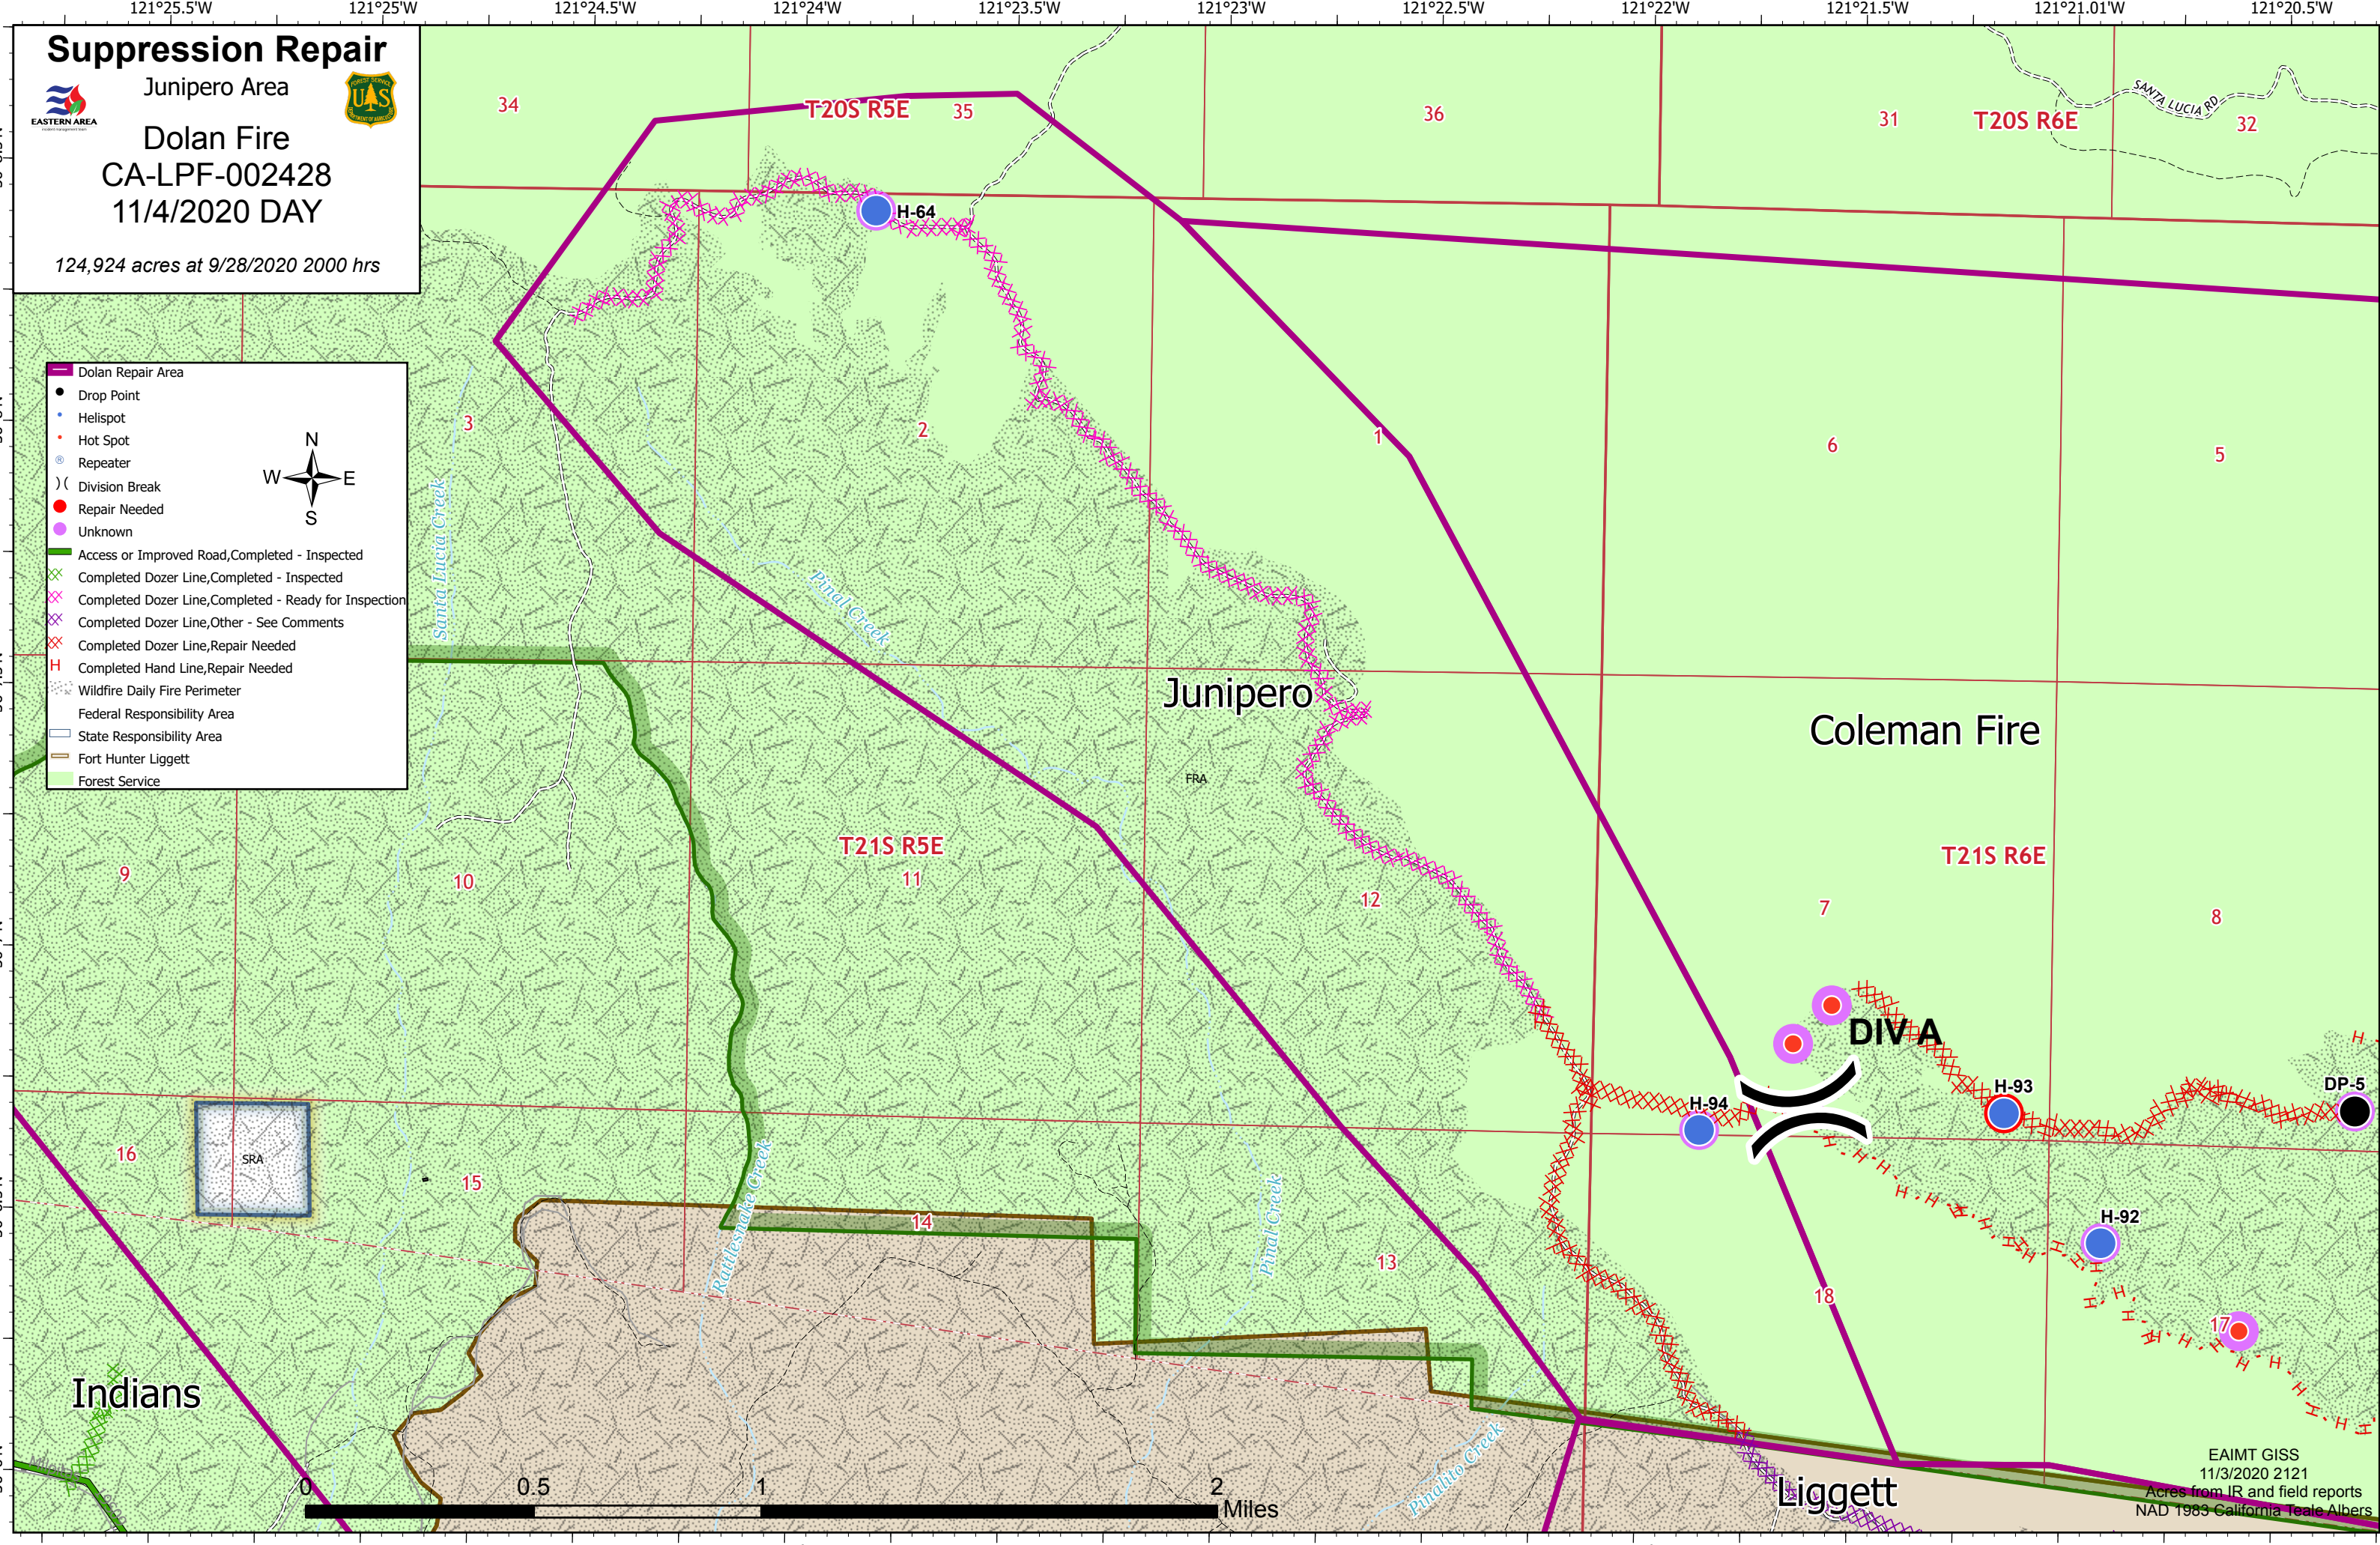 121°25.5'W 121°25'W 121°24.5'W 121°24'W 121°23.5'W 121°23'W 121°22.5'W 121°22'W 121°21.5'W 121°21.01'W 121°20.5'W
Suppression Repair
Junipero Area
EASTERN AREA
FOREST SERVICE
U S
DEPARTMENT OF AGRICULTURE
Dolan Fire
CA-LPF-002428
11/4/2020 DAY
124,924 acres at 9/28/2020 2000 hrs
34
T20S R5E
35
36
31
T20S R6E
SANTA LUCIA RD
32
H-64
Dolan Repair Area
Drop Point
Helispot
Hot Spot
® Repeater
)( Division Break
Repair Needed
Unknown
Access or Improved Road,Completed - Inspected
Completed Dozer Line,Completed - Inspected
Completed Dozer Line,Completed - Ready for Inspection
Completed Dozer Line,Other - See Comments
Completed Dozer Line,Repair Needed
H Completed Hand Line,Repair Needed
Wildfire Daily Fire Perimeter
Federal Responsibility Area
State Responsibility Area
Fort Hunter Liggett
Forest Service
N
W E
S
3
2
1
6
5
Santa Lucia Creek
Pinal Creek
Junipero
Coleman Fire
FRA
T21S R5E
T21S R6E
9
10
11
12
7
8
DIV A
H-94
H-93
DP-5
16
SRA
15
Rattlesnake Creek
14
Pinal Creek
13
H-92
18
17
Indians
Pinalito Creek
Liggett
0 0.5 1 2
Miles
EAIMT GISS
11/3/2020 2121
Acres from IR and field reports
NAD 1983 California Teale Albers